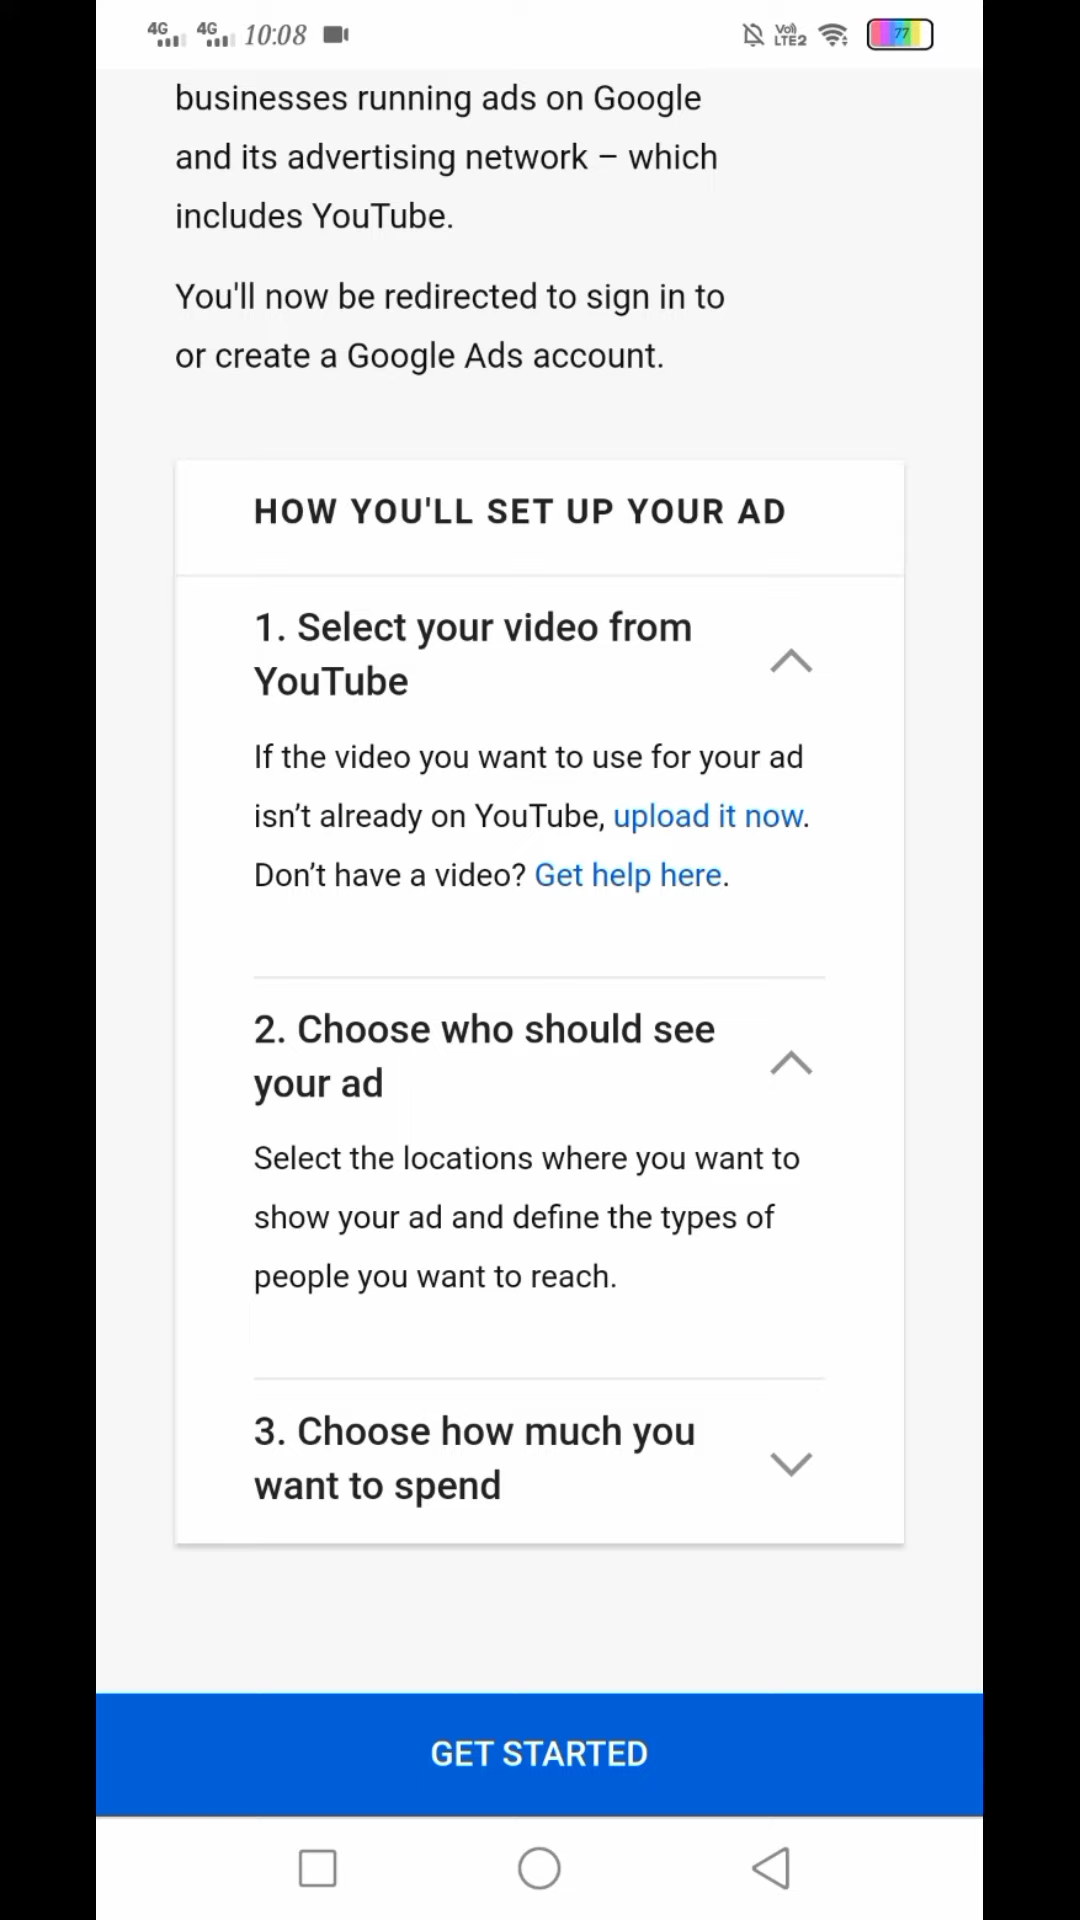 4G 4G 10:08 Vo) LTE2 77
businesses running ads on Google
and its advertising network – which
includes YouTube.
You'll now be redirected to sign in to
or create a Google Ads account.
HOW YOU'LL SET UP YOUR AD
1. Select your video from
YouTube
If the video you want to use for your ad
isn’t already on YouTube, upload it now.
Don’t have a video? Get help here.
2. Choose who should see
your ad
Select the locations where you want to
show your ad and define the types of
people you want to reach.
3. Choose how much you
want to spend
GET STARTED